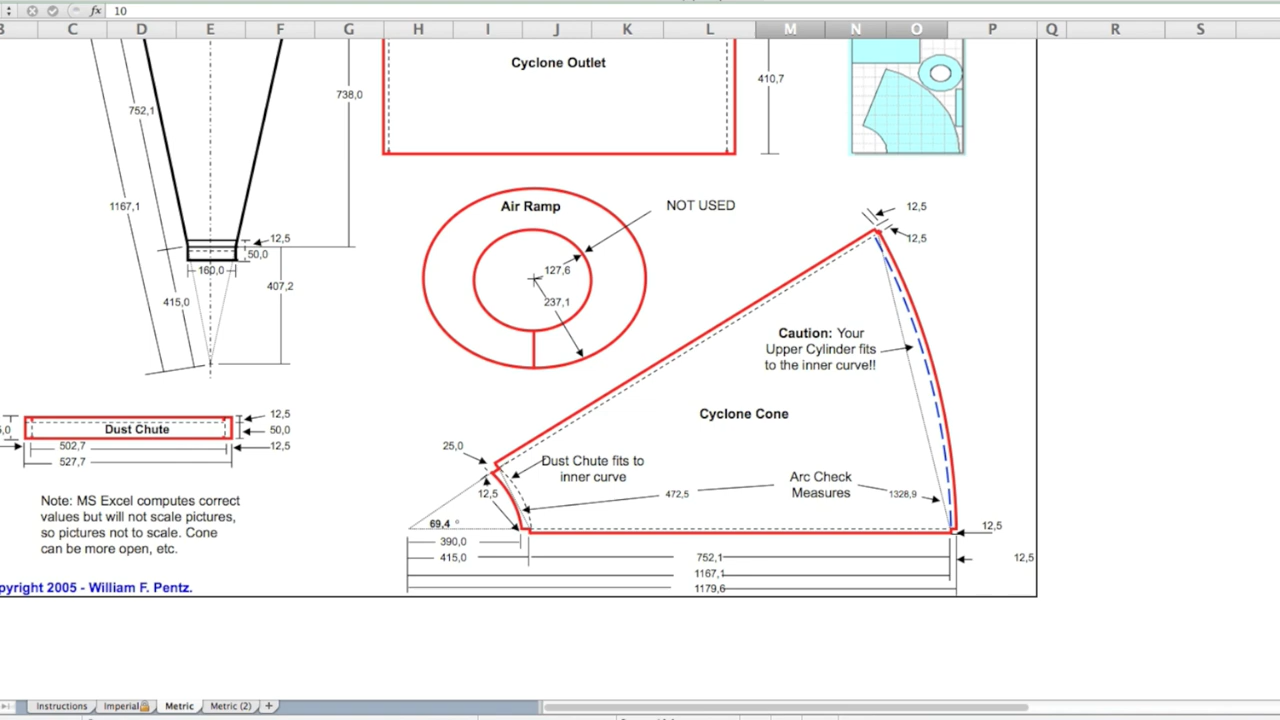 fx 10
C D E F G H I J K L M N O P Q R S
Cyclone Outlet
410,7
738,0
752,1
1167,1
12,5
50,0
160,0
407,2
415,0
Air Ramp
NOT USED
127,6
237,1
12,5
12,5
Caution: Your
Upper Cylinder fits
to the inner curve!!
Cyclone Cone
12,5
Dust Chute
50,0
502,7
12,5
527,7
25,0
Dust Chute fits to
inner curve
12,5
472,5
Arc Check
Measures
1328,9
69,4 °
390,0
415,0
752,1
1167,1
1179,6
12,5
12,5
Note: MS Excel computes correct
values but will not scale pictures,
so pictures not to scale. Cone
can be more open, etc.
pyright 2005 - William F. Pentz.
Instructions Imperial Metric Metric (2) +